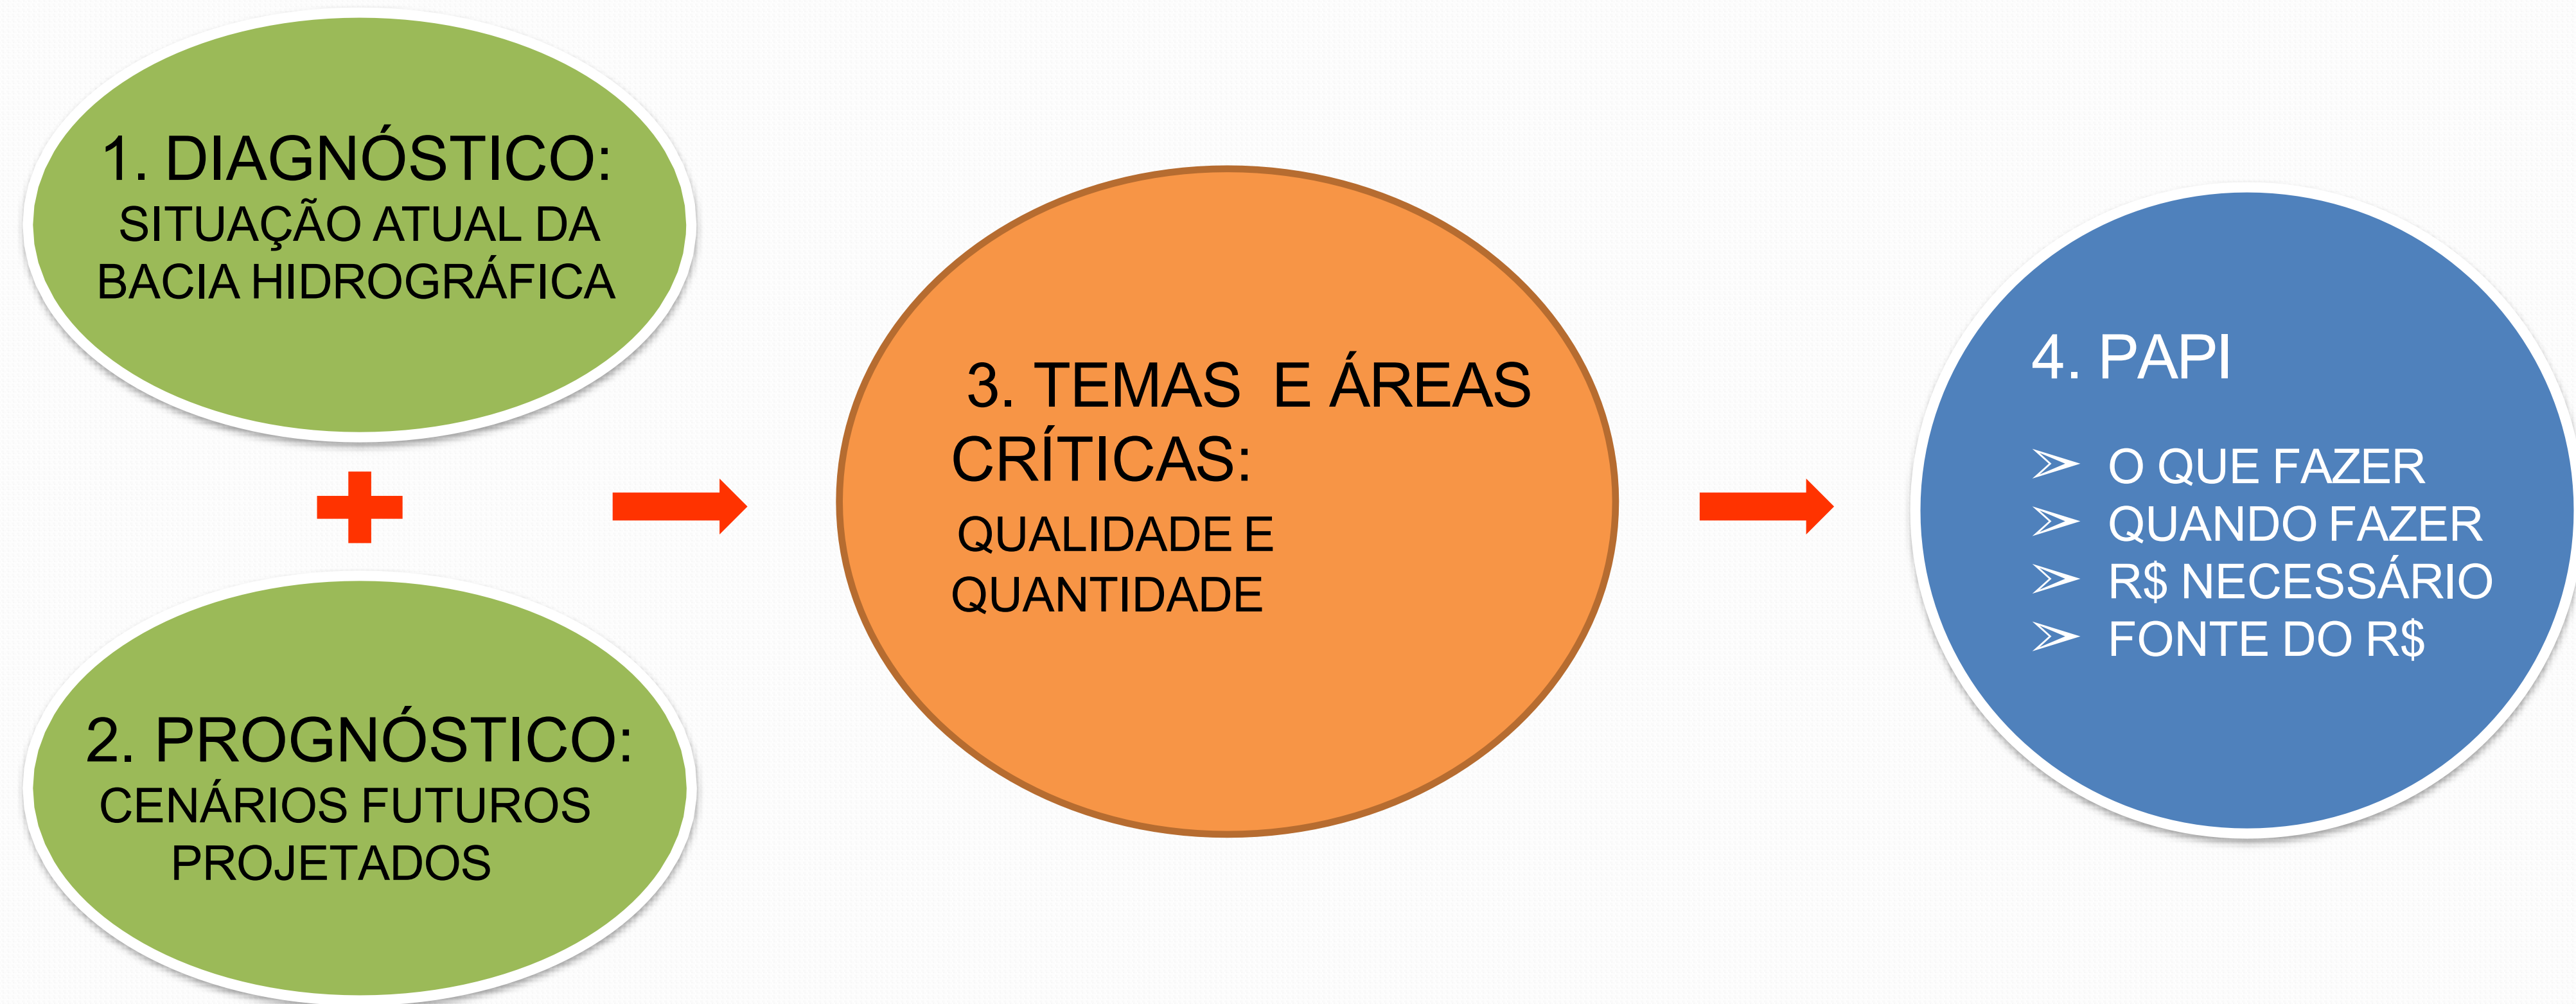 1. DIAGNÓSTICO:
SITUAÇÃO ATUAL DA
BACIA HIDROGRÁFICA
2. PROGNÓSTICO:
CENÁRIOS FUTUROS
PROJETADOS
3. TEMAS E ÁREAS
CRÍTICAS:
QUALIDADE E
QUANTIDADE
4. PAPI
➢ O QUE FAZER
➢ QUANDO FAZER
➢ R$ NECESSÁRIO
➢ FONTE DO R$